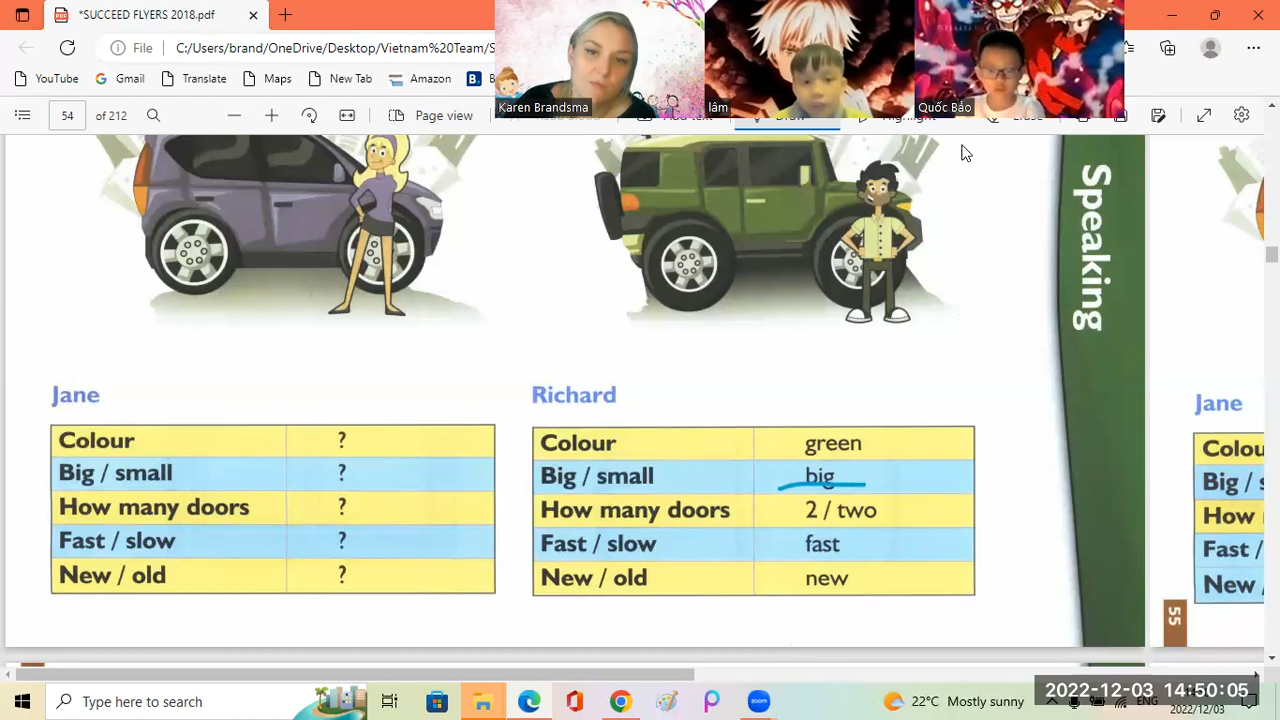 *SUCCEED FLYERS 2018.pdf
File
C:/Users/brand/OneDrive/Desktop/Vietnam%20Team/S
YouTube
Gmail
Translate
Maps
New Tab
Amazon
B
Karen Brandsma
lâm
Quốc Bảo
54 of 212
Page view
Speaking
Jane
Colour ?
Big / small ?
How many doors ?
Fast / slow ?
New / old ?
Richard
Colour green
Big / small big
How many doors 2 / two
Fast / slow fast
New / old new
Jane
Colou
Big / s
How
Fast /
New /
55
Type here to search
zoom
22°C Mostly sunny
ENG
2022-12-03 14:50:05
2022/12/03